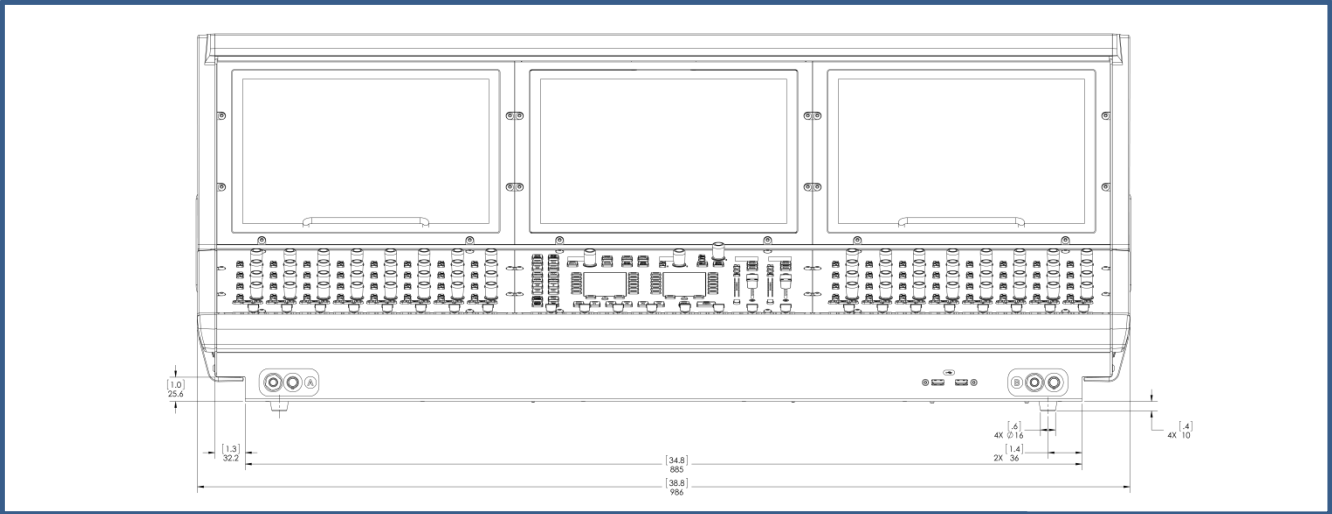 A
B
[1.0]
25.6
[1.3]
32.2
[.6]
4X ∅16
[.4]
4X 10
[1.4]
2X 36
[34.8]
885
[38.8]
986